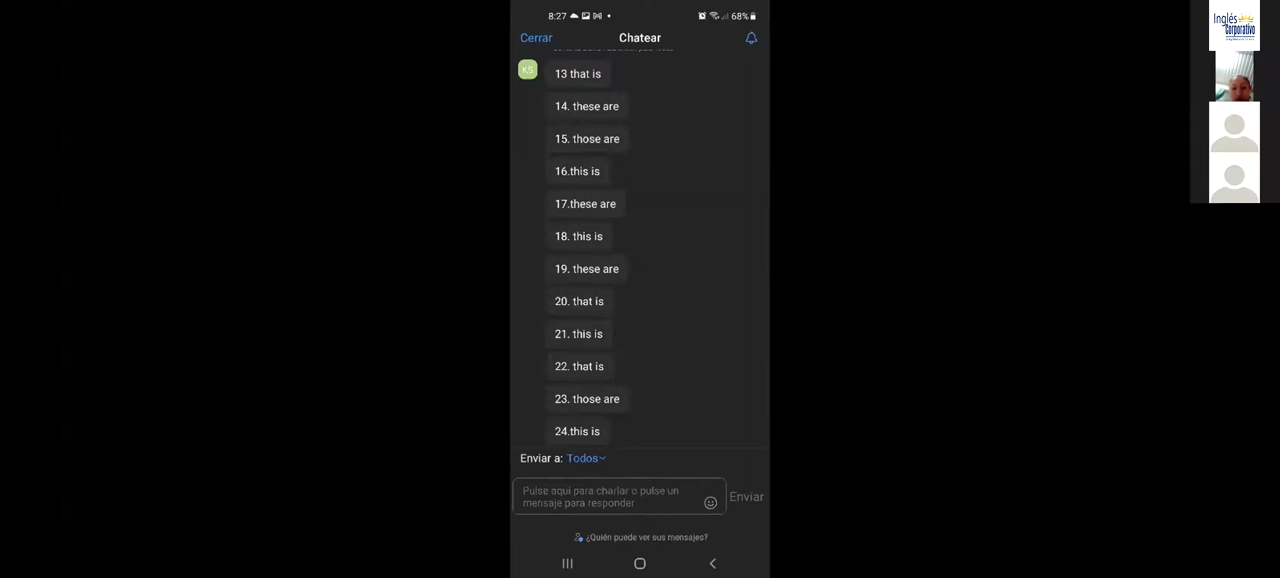 8:27
68%
Cerrar
Chatear
KS
13 that is
14. these are
15. those are
16.this is
17.these are
18. this is
19. these are
20. that is
21. this is
22. that is
23. those are
24.this is
Enviar a: Todos
Pulse aquí para charlar o pulse un
mensaje para responder
Enviar
¿Quién puede ver sus mensajes?
Inglés
Corporativo